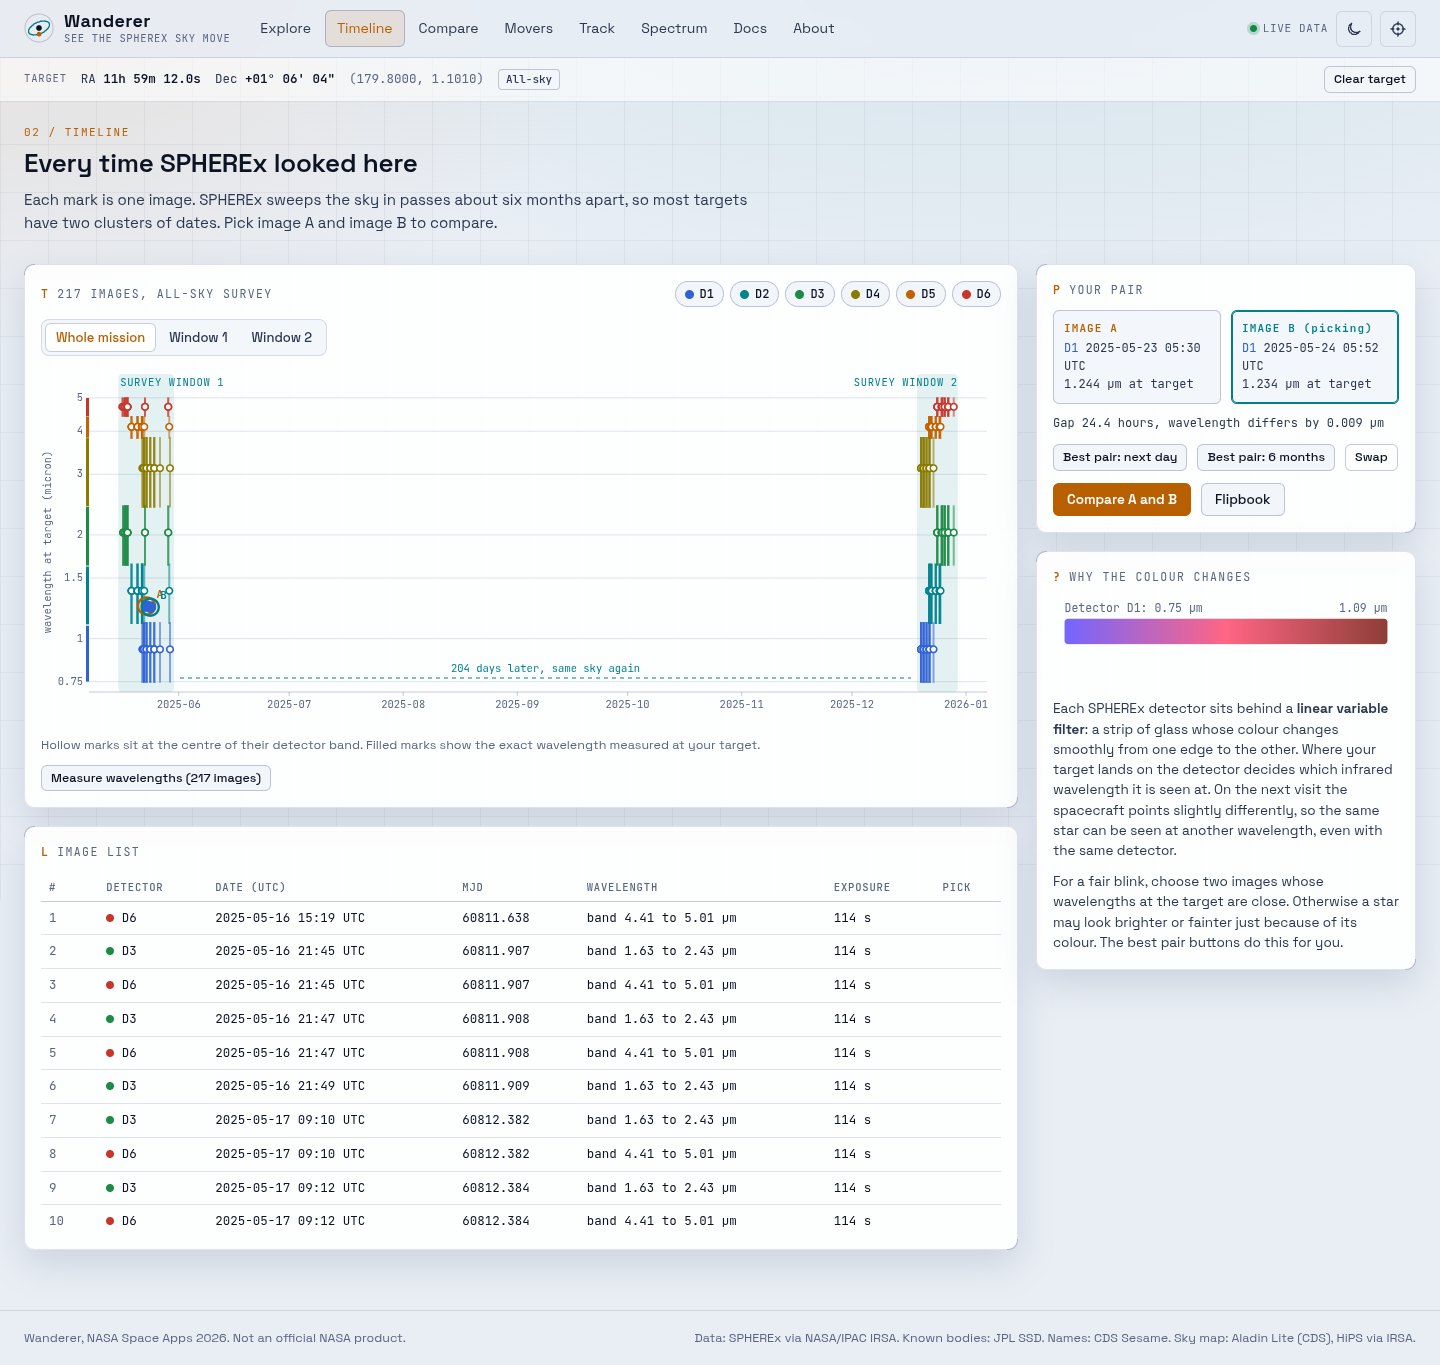 Wanderer
SEE THE SPHEREX SKY MOVE
Explore Timeline Compare Movers Track Spectrum Docs About
LIVE DATA
TARGET RA 11h 59m 12.0s Dec +01° 06' 04" (179.8000, 1.1010) All-sky
Clear target
02 / TIMELINE
Every time SPHEREx looked here
Each mark is one image. SPHEREx sweeps the sky in passes about six months apart, so most targets
have two clusters of dates. Pick image A and image B to compare.
T 217 IMAGES, ALL-SKY SURVEY
D1 D2 D3 D4 D5 D6
Whole mission Window 1 Window 2
SURVEY WINDOW 1
SURVEY WINDOW 2
wavelength at target (micron)
5
4
3
2
1.5
1
0.75
A
B
204 days later, same sky again
2025-06 2025-07 2025-08 2025-09 2025-10 2025-11 2025-12 2026-01
Hollow marks sit at the centre of their detector band. Filled marks show the exact wavelength measured at your target.
Measure wavelengths (217 images)
P YOUR PAIR
IMAGE A
D1 2025-05-23 05:30
UTC
1.244 µm at target
IMAGE B (picking)
D1 2025-05-24 05:52
UTC
1.234 µm at target
Gap 24.4 hours, wavelength differs by 0.009 µm
Best pair: next day Best pair: 6 months Swap
Compare A and B Flipbook
? WHY THE COLOUR CHANGES
Detector D1: 0.75 µm 1.09 µm
Each SPHEREx detector sits behind a linear variable
filter: a strip of glass whose colour changes
smoothly from one edge to the other. Where your
target lands on the detector decides which infrared
wavelength it is seen at. On the next visit the
spacecraft points slightly differently, so the same
star can be seen at another wavelength, even with
the same detector.
For a fair blink, choose two images whose
wavelengths at the target are close. Otherwise a star
may look brighter or fainter just because of its
colour. The best pair buttons do this for you.
L IMAGE LIST
# DETECTOR DATE (UTC) MJD WAVELENGTH EXPOSURE PICK
1 D6 2025-05-16 15:19 UTC 60811.638 band 4.41 to 5.01 µm 114 s
2 D3 2025-05-16 21:45 UTC 60811.907 band 1.63 to 2.43 µm 114 s
3 D6 2025-05-16 21:45 UTC 60811.907 band 4.41 to 5.01 µm 114 s
4 D3 2025-05-16 21:47 UTC 60811.908 band 1.63 to 2.43 µm 114 s
5 D6 2025-05-16 21:47 UTC 60811.908 band 4.41 to 5.01 µm 114 s
6 D3 2025-05-16 21:49 UTC 60811.909 band 1.63 to 2.43 µm 114 s
7 D3 2025-05-17 09:10 UTC 60812.382 band 1.63 to 2.43 µm 114 s
8 D6 2025-05-17 09:10 UTC 60812.382 band 4.41 to 5.01 µm 114 s
9 D3 2025-05-17 09:12 UTC 60812.384 band 1.63 to 2.43 µm 114 s
10 D6 2025-05-17 09:12 UTC 60812.384 band 4.41 to 5.01 µm 114 s
Wanderer, NASA Space Apps 2026. Not an official NASA product.
Data: SPHEREx via NASA/IPAC IRSA. Known bodies: JPL SSD. Names: CDS Sesame. Sky map: Aladin Lite (CDS), HiPS via IRSA.